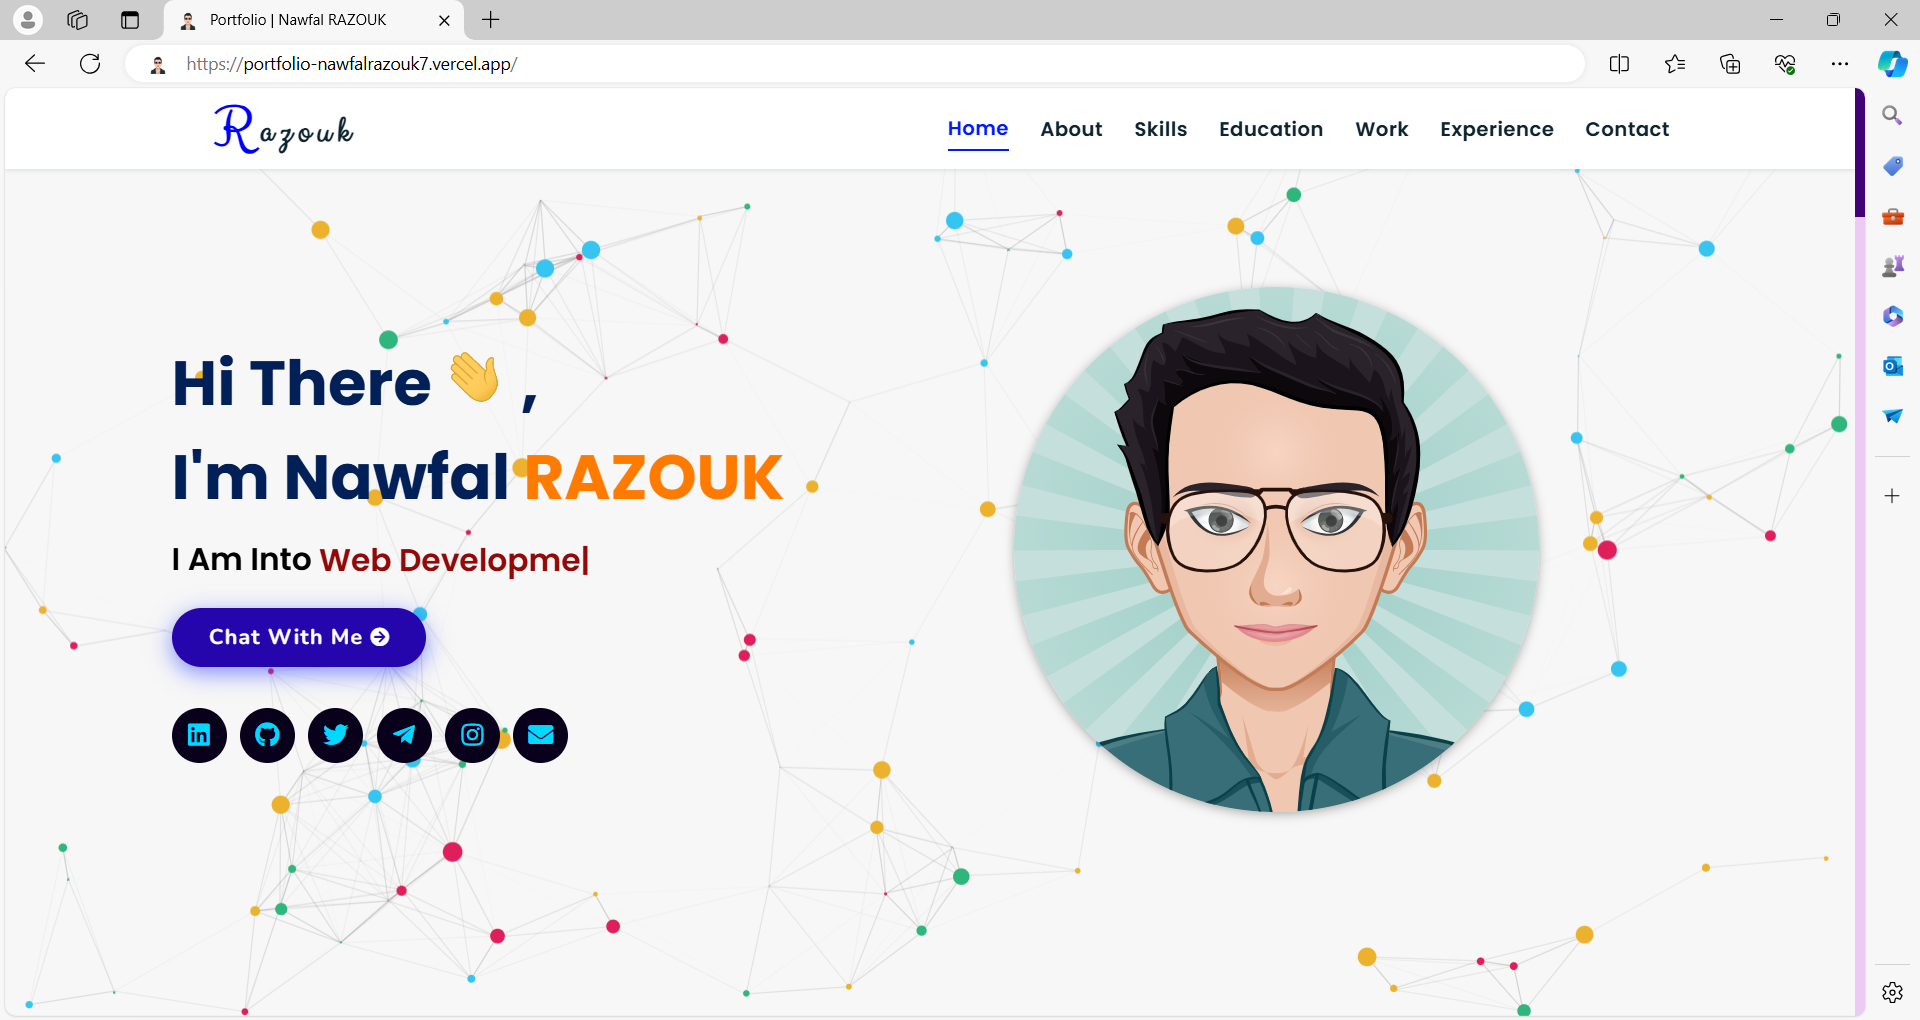 Portfolio | Nawfal RAZOUK
https://portfolio-nawfalrazouk7.vercel.app/
Razouk
Home About Skills Education Work Experience Contact
Hi There 👋 ,
I'm Nawfal RAZOUK
I Am Into Web Developme|
Chat With Me